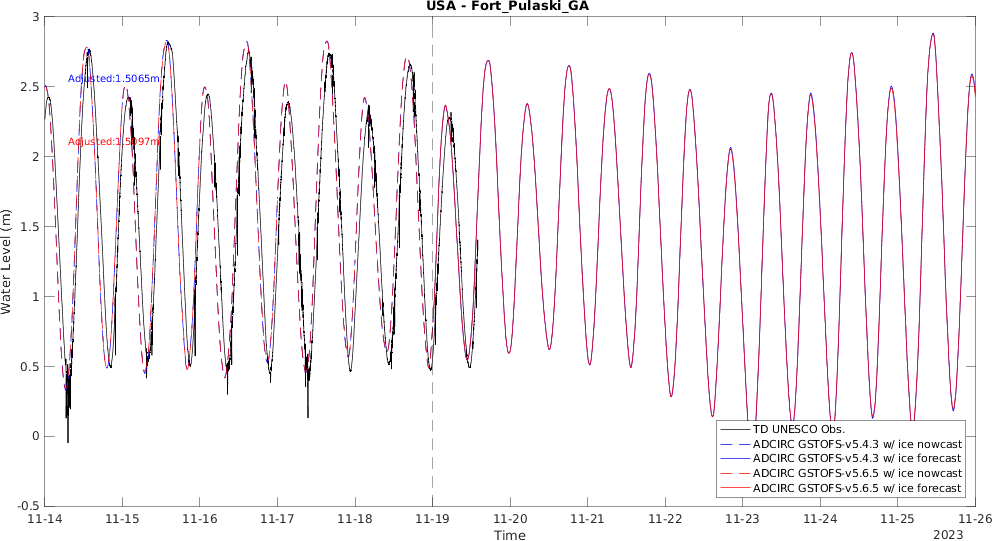 USA - Fort_Pulaski_GA
3
2.5
2
1.5
1
0.5
0
-0.5
Water Level (m)
Adjusted:1.5065m
Adjusted:1.5097m
TD UNESCO Obs.
ADCIRC GSTOFS-v5.4.3 w/ ice nowcast
ADCIRC GSTOFS-v5.4.3 w/ ice forecast
ADCIRC GSTOFS-v5.6.5 w/ ice nowcast
ADCIRC GSTOFS-v5.6.5 w/ ice forecast
11-14 11-15 11-16 11-17 11-18 11-19 11-20 11-21 11-22 11-23 11-24 11-25 11-26
Time
2023